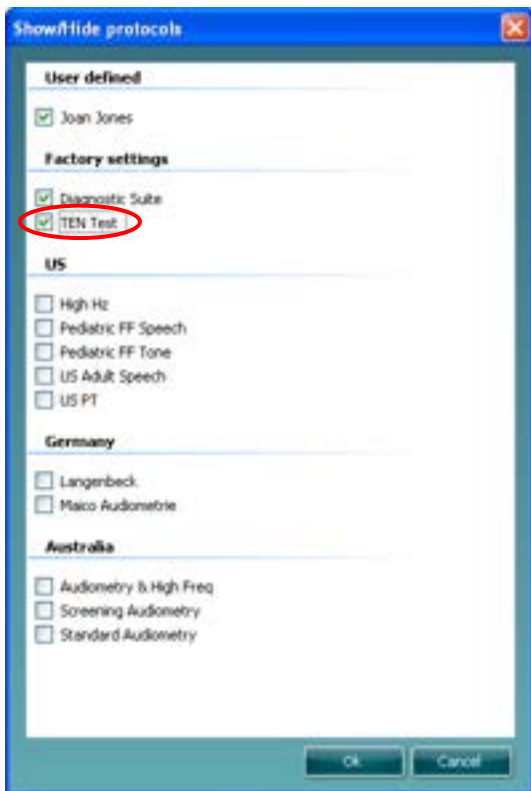 Show/Hide protocols
User defined
Joan Jones
Factory settings
Diagnostic Suite
TEN Test
US
High Hz
Pediatric FF Speech
Pediatric FF Tone
US Adult Speech
US PT
Germany
Langenbeck
Maico Audiometrie
Australia
Audiometry & High Freq
Screening Audiometry
Standard Audiometry
Ok Cancel